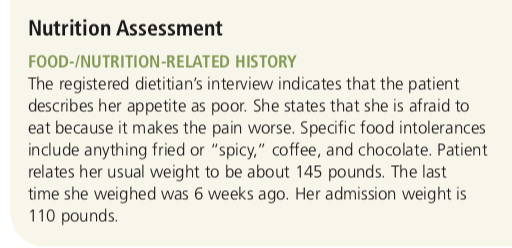 Nutrition Assessment
FOOD-/NUTRITION-RELATED HISTORY
The registered dietitian's interview indicates that the patient
describes her appetite as poor. She states that she is afraid to
eat because it makes the pain worse. Specific food intolerances
include anything fried or “spicy,” coffee, and chocolate. Patient
relates her usual weight to be about 145 pounds. The last
time she weighed was 6 weeks ago. Her admission weight is
110 pounds.